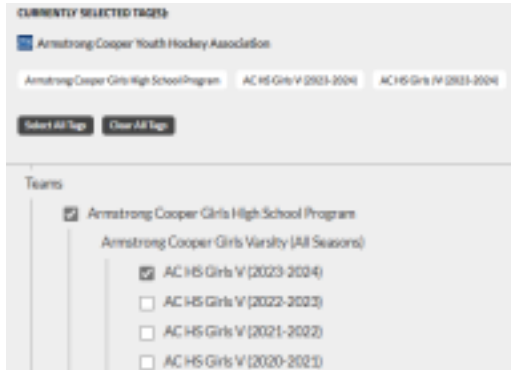 CURRENTLY SELECTED TAG(S):
Armstrong Cooper Youth Hockey Association
Armstrong Cooper Girls High School Program AC HS Girls V (2023-2024) AC HS Girls JV (2023-2024)
Select All Tags Clear All Tags
Teams
Armstrong Cooper Girls High School Program
Armstrong Cooper Girls Varsity (All Seasons)
AC HS Girls V (2023-2024)
AC HS Girls V (2022-2023)
AC HS Girls V (2021-2022)
AC HS Girls V (2020-2021)